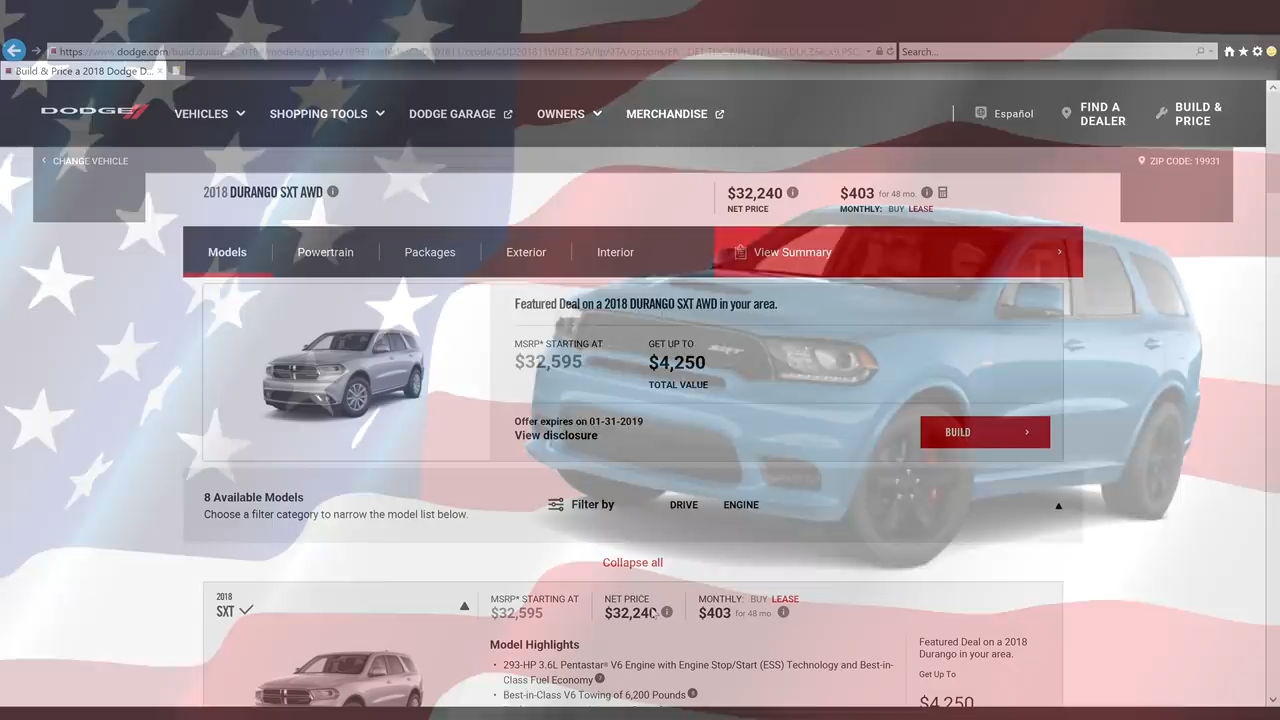 Search...
Build & Price a 2018 Dodge D...
DODGE
VEHICLES
SHOPPING TOOLS
DODGE GARAGE
OWNERS
MERCHANDISE
Español
FIND A
DEALER
BUILD &
PRICE
CHANGE VEHICLE
ZIP CODE: 19931
2018 DURANGO SXT AWD
$32,240
NET PRICE
$403 for 48 mo.
MONTHLY: BUY LEASE
Models
Powertrain
Packages
Exterior
Interior
View Summary
Featured Deal on a 2018 DURANGO SXT AWD in your area.
MSRP* STARTING AT
$32,595
GET UP TO
$4,250
TOTAL VALUE
Offer expires on 01-31-2019
View disclosure
BUILD
8 Available Models
Choose a filter category to narrow the model list below.
Filter by
DRIVE
ENGINE
Collapse all
2018
SXT
MSRP* STARTING AT
$32,595
NET PRICE
$32,240
MONTHLY: BUY LEASE
$403 for 48 mo.
Model Highlights
• 293-HP 3.6L Pentastar® V6 Engine with Engine Stop/Start (ESS) Technology and Best-in-
Class Fuel Economy
• Best-in-Class V6 Towing of 6,200 Pounds
Featured Deal on a 2018
Durango in your area.
Get Up To
$4,250